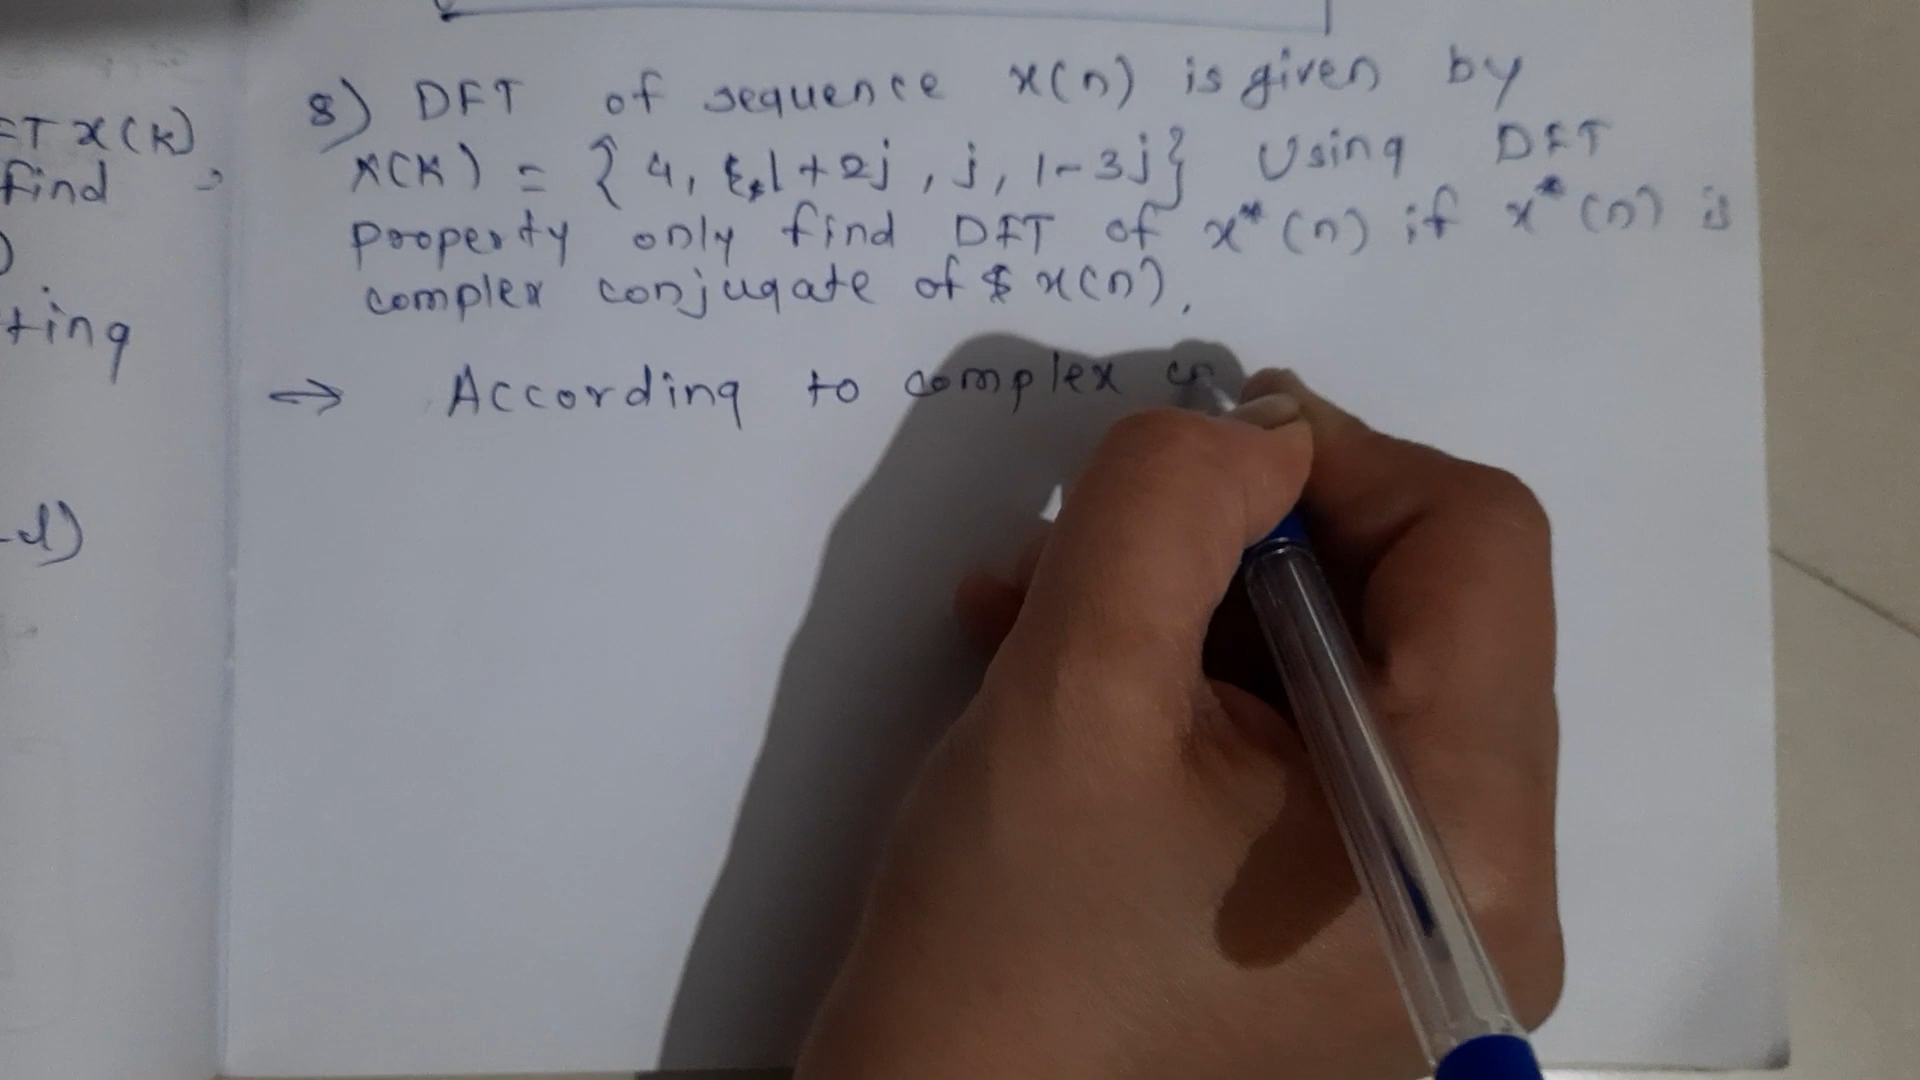 =T x(k)
find
ting
8) DFT of sequence x(n) is given by
X(K) = { 4, 1+2j, j, 1-3j} Using DFT
property only find DFT of x*(n) if x*(n) is
complex conjugate of x(n).
→ According to complex